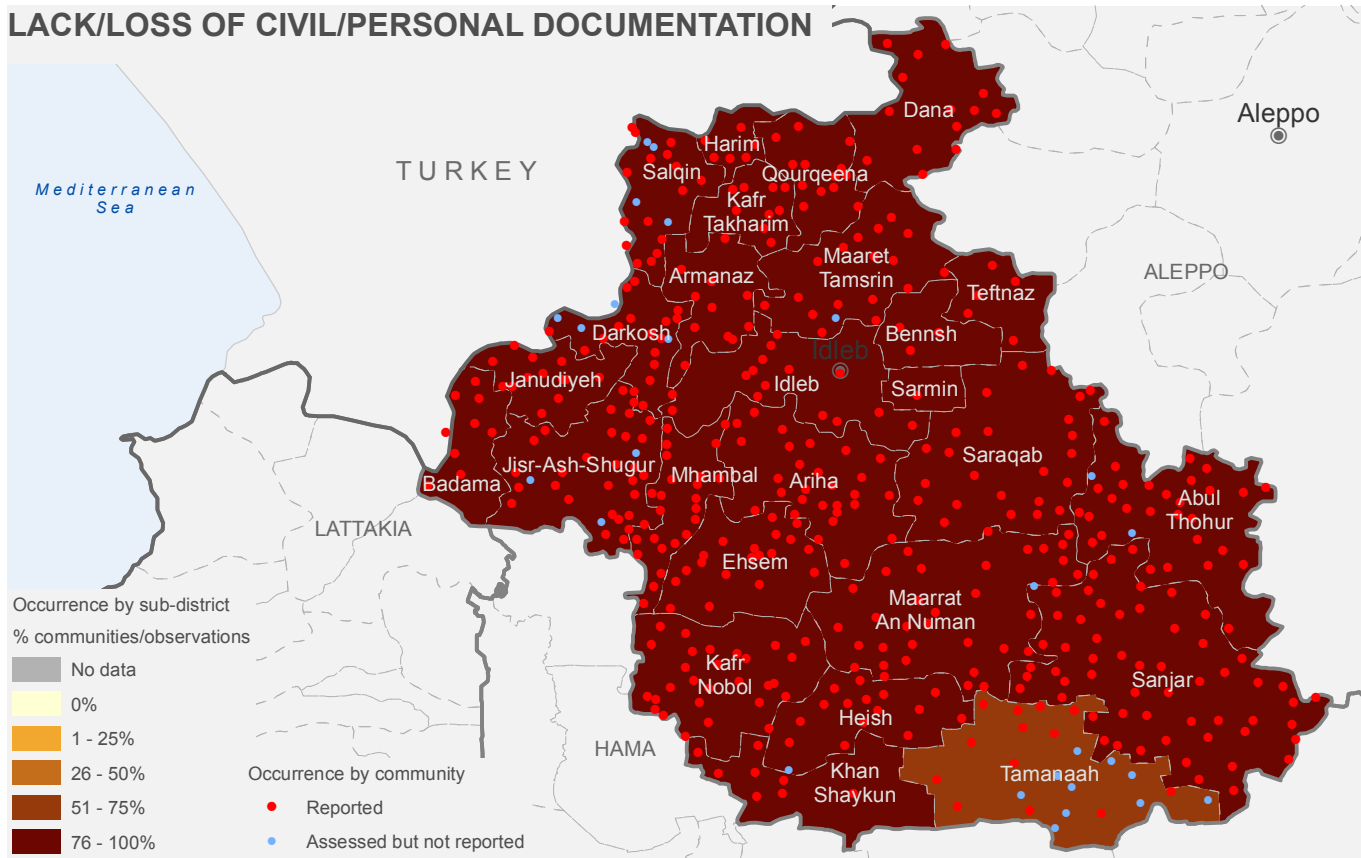 LACK/LOSS OF CIVIL/PERSONAL DOCUMENTATION
Dana
Aleppo
Harim
TURKEY
Salqin
Qourqeena
Mediterranean
Sea
Kafr
Takharim
Maaret
Tamsrin
ALEPPO
Armanaz
Teftnaz
Darkosh
Bennsh
Idleb
Janudiyeh
Idleb
Sarmin
Saraqab
Jisr-Ash-Shugur
Mhambal
Ariha
Badama
Abul
Thohur
LATTAKIA
Ehsem
Maarrat
An Numan
Kafr
Nobol
Sanjar
Heish
HAMA
Khan
Shaykun
Tamanaah
Occurrence by sub-district
% communities/observations
No data
0%
1 - 25%
26 - 50%
51 - 75%
76 - 100%
Occurrence by community
Reported
Assessed but not reported